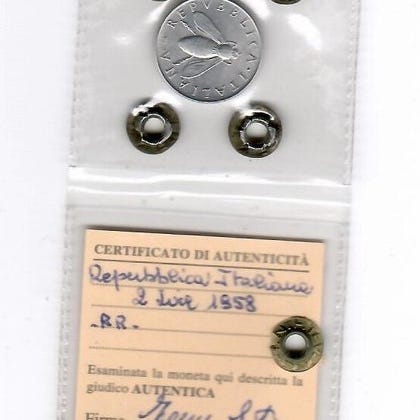 REPVBBLICA · ITALIANA
CERTIFICATO DI AUTENTICITÀ
Repubblica Italiana
2 Lire 1958
-RR-
Esaminata la moneta qui descritta la
giudico AUTENTICA
Firma